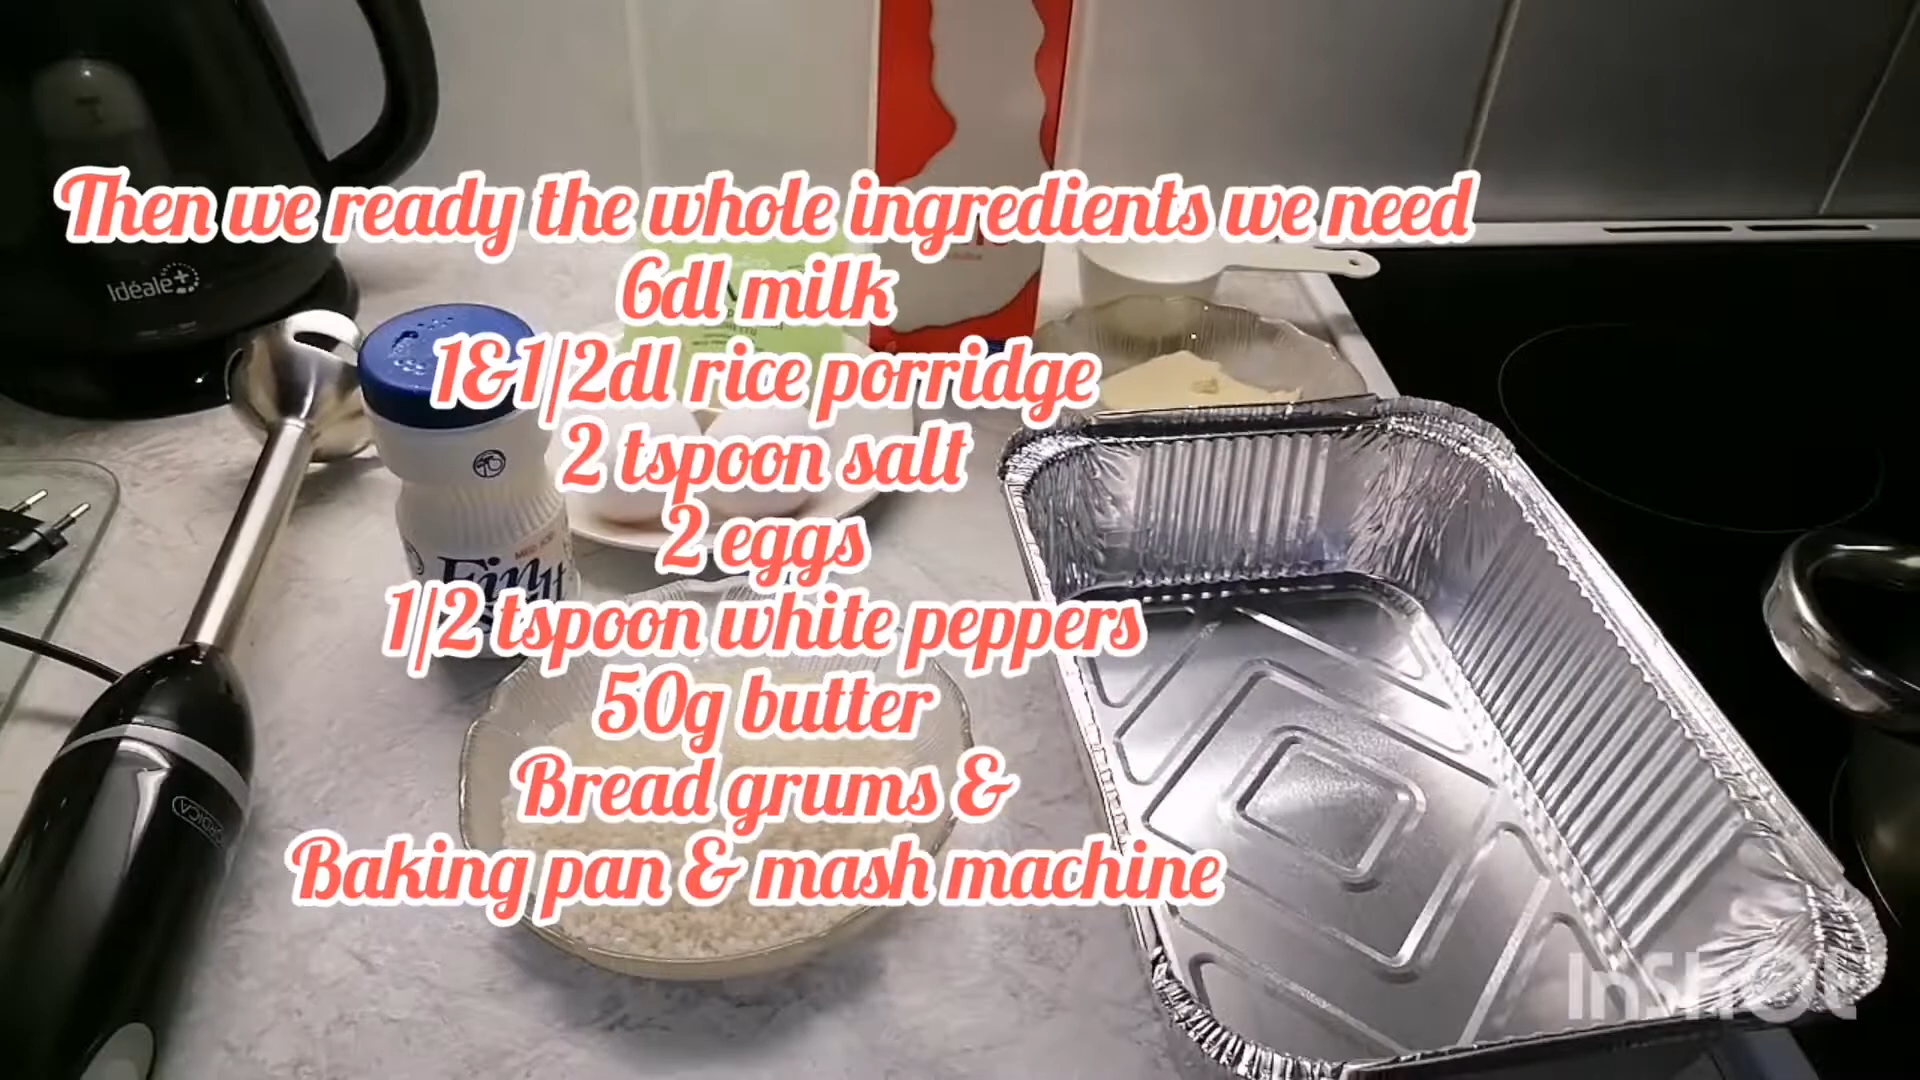 Idéale+
Then we ready the whole ingredients we need
6dl milk
1&1/2dl rice porridge
2 tspoon salt
2 eggs
1/2 tspoon white peppers
50g butter
Bread grums &
Baking pan & mash machine
InShot